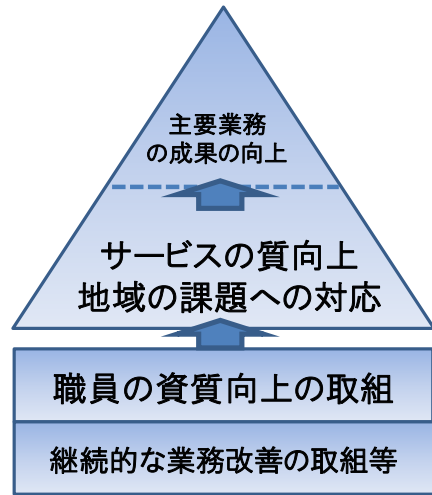 主要業務
の成果の向上
サービスの質向上
地域の課題への対応
職員の資質向上の取組
継続的な業務改善の取組等